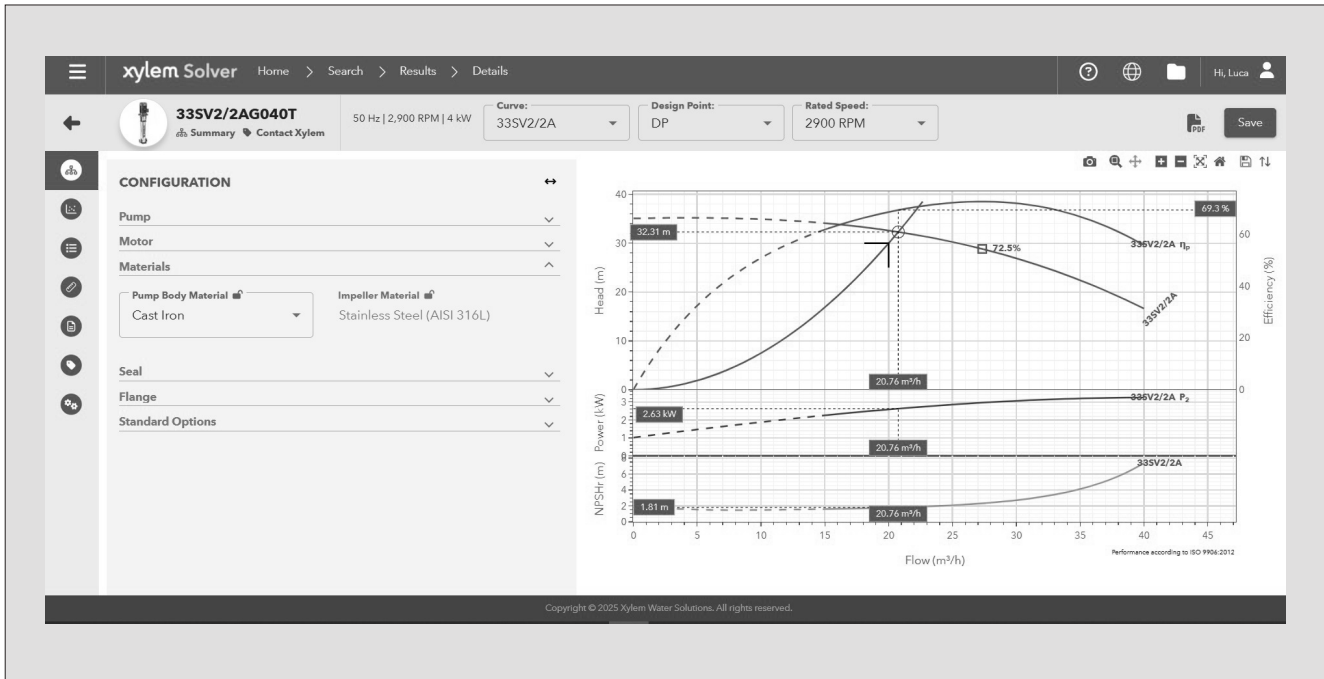 xylem Solver Home > Search > Results > Details
Hi, Luca
33SV2/2AG040T
Summary Contact Xylem
50 Hz | 2,900 RPM | 4 kW
Curve:
33SV2/2A
Design Point:
DP
Rated Speed:
2900 RPM
PDF
Save
CONFIGURATION
Pump
Motor
Materials
Pump Body Material
Cast Iron
Impeller Material
Stainless Steel (AISI 316L)
Seal
Flange
Standard Options
Head (m)
40
30
20
10
0
32.31 m
69.3 %
72.5%
33SV2/2A ηp
33SV2/2A
20.76 m³/h
Efficiency (%)
60
40
20
0
Power (kW)
3
2
1
0
2.63 kW
33SV2/2A P₂
20.76 m³/h
NPSHr (m)
8
6
4
2
0
1.81 m
33SV2/2A
20.76 m³/h
0 5 10 15 20 25 30 35 40 45
Flow (m³/h)
Performance according to ISO 9906:2012
Copyright © 2025 Xylem Water Solutions. All rights reserved.